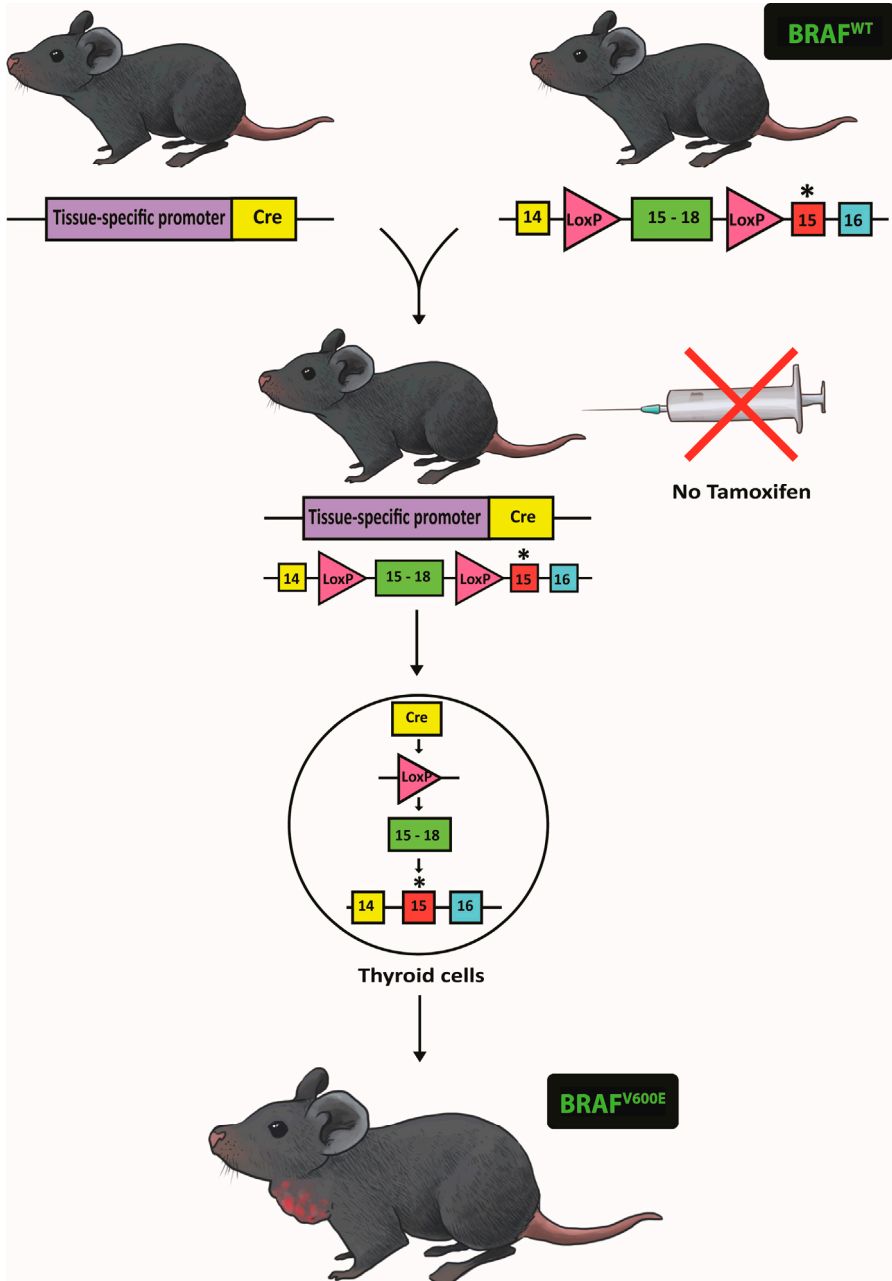 BRAFWT
Tissue-specific promoter Cre
14 LoxP 15 - 18 LoxP * 15 16
No Tamoxifen
Tissue-specific promoter Cre
14 LoxP 15 - 18 LoxP * 15 16
Cre
LoxP
15 - 18
*
14 15 16
Thyroid cells
BRAFV600E